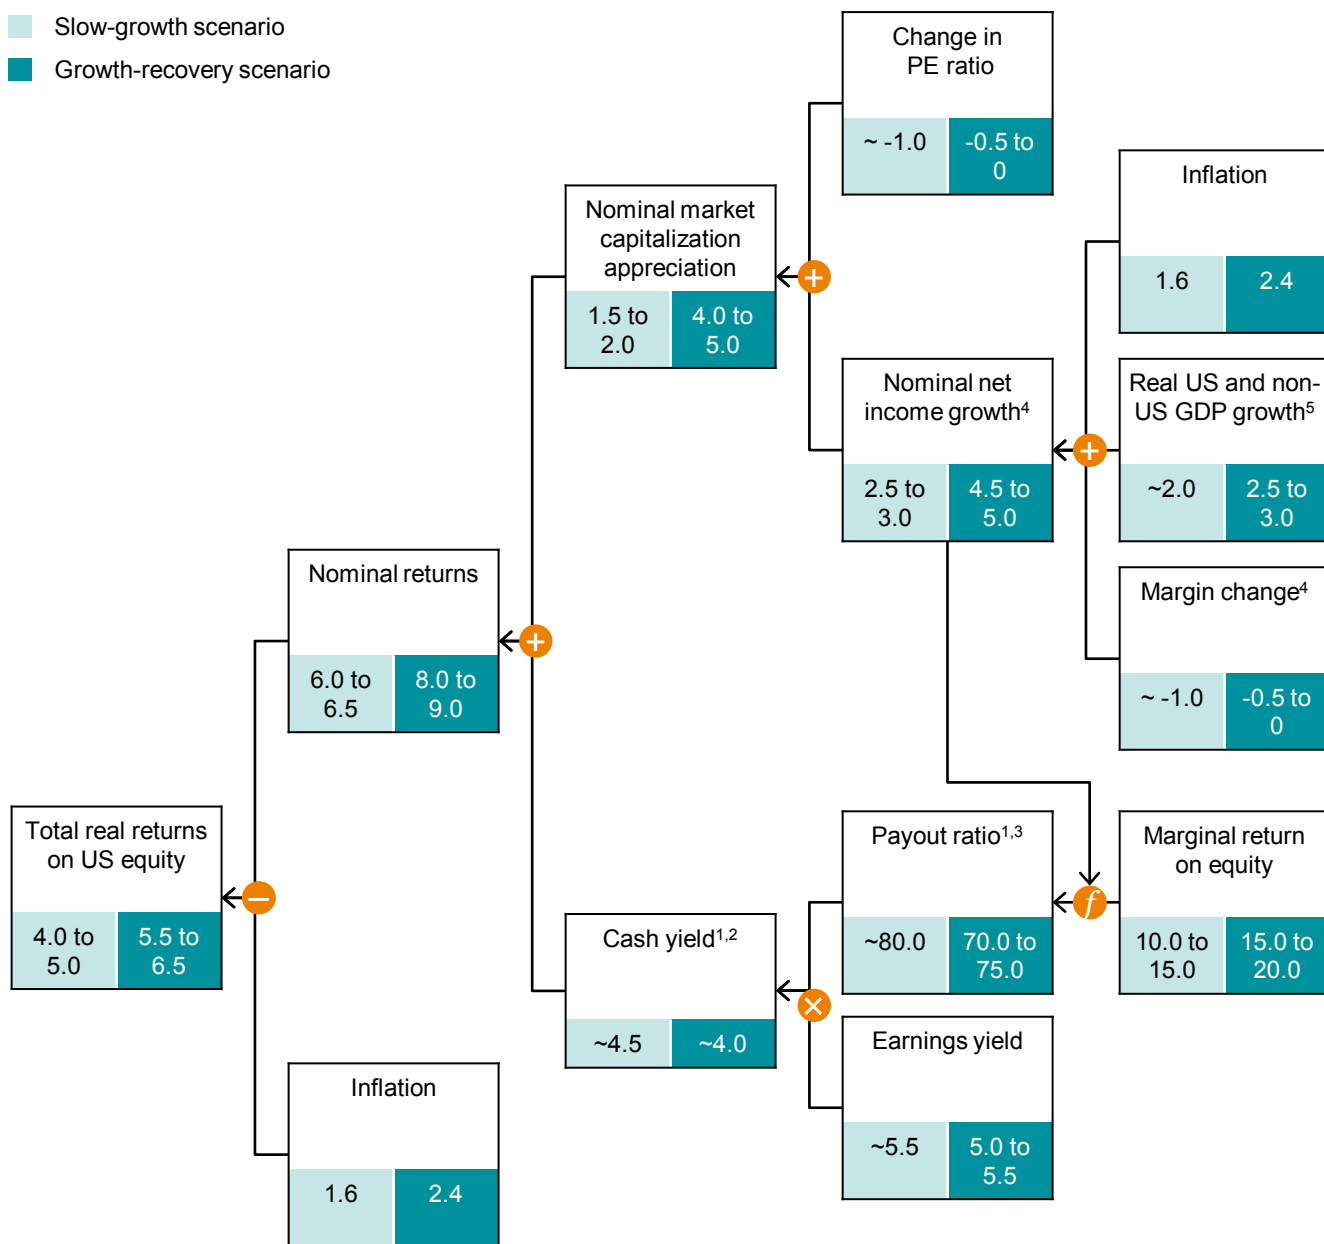 Slow-growth scenario
Growth-recovery scenario
Change in
PE ratio
~ -1.0
-0.5 to
0
Inflation
1.6
2.4
Nominal market
capitalization
appreciation
1.5 to
2.0
4.0 to
5.0
+
Nominal net
income growth4
2.5 to
3.0
4.5 to
5.0
+
Real US and non-
US GDP growth5
~2.0
2.5 to
3.0
Margin change4
~ -1.0
-0.5 to
0
Nominal returns
6.0 to
6.5
8.0 to
9.0
+
Total real returns
on US equity
4.0 to
5.0
5.5 to
6.5
–
Inflation
1.6
2.4
Cash yield1,2
~4.5
~4.0
×
Payout ratio1,3
~80.0
70.0 to
75.0
f
Marginal return
on equity
10.0 to
15.0
15.0 to
20.0
Earnings yield
~5.5
5.0 to
5.5